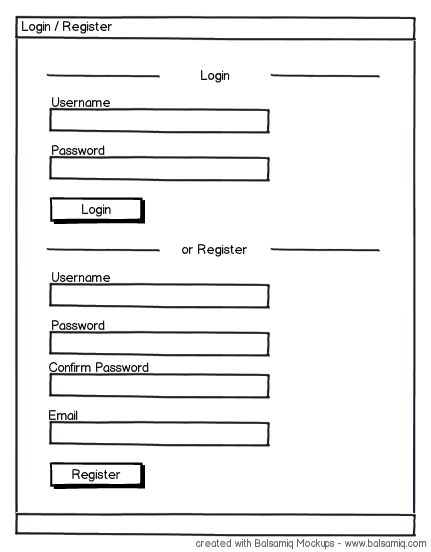 Login / Register
Login
Username
Password
Login
or Register
Username
Password
Confirm Password
Email
Register
created with Balsamiq Mockups - www.balsamiq.com